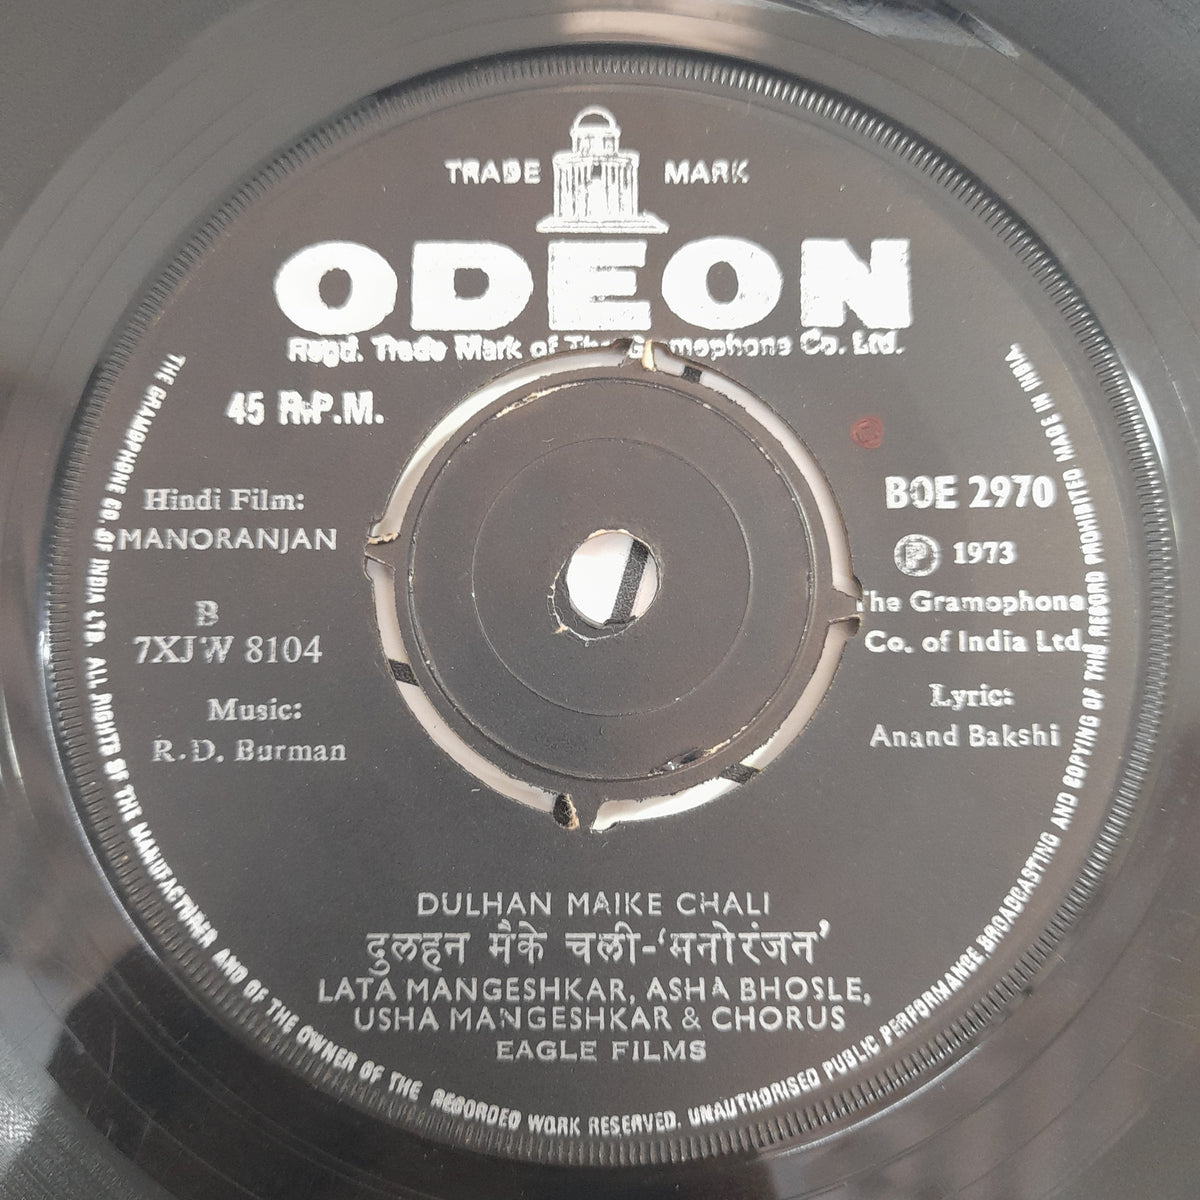 TRADE MARK
ODEON
Regd. Trade Mark of The Gramophone Co. Ltd.
45 R.P.M.
Hindi Film:
MANORANJAN
B
7XJW 8104
Music:
R.D. Burman
BOE 2970
Ⓟ 1973
The Gramophone
Co. of India Ltd.
Lyric:
Anand Bakshi
DULHAN MAIKE CHALI
दुलहन मैके चली-‘मनोरंजन’
LATA MANGESHKAR, ASHA BHOSLE,
USHA MANGESHKAR & CHORUS
EAGLE FILMS
THE GRAMOPHONE CO. OF INDIA LTD. ALL RIGHTS OF THE MANUFACTURER AND OF THE OWNER OF THE RECORDED WORK RESERVED. UNAUTHORISED PUBLIC PERFORMANCE, BROADCASTING AND COPYING OF THIS RECORD PROHIBITED MADE IN INDIA